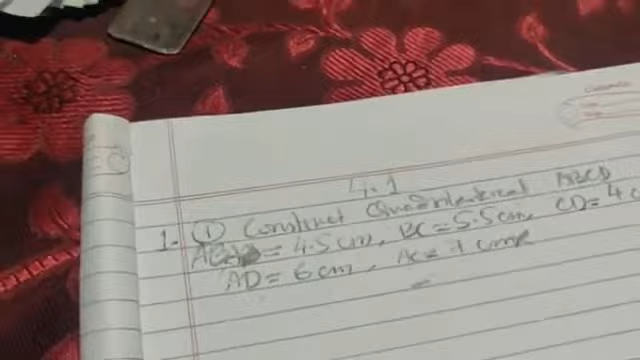 4.1
1. ① Construct Quadrilateral ABCD
AB = 4.5 cm, BC = 5.5 cm, CD = 4 c
AD = 6 cm, AC = 7 cm